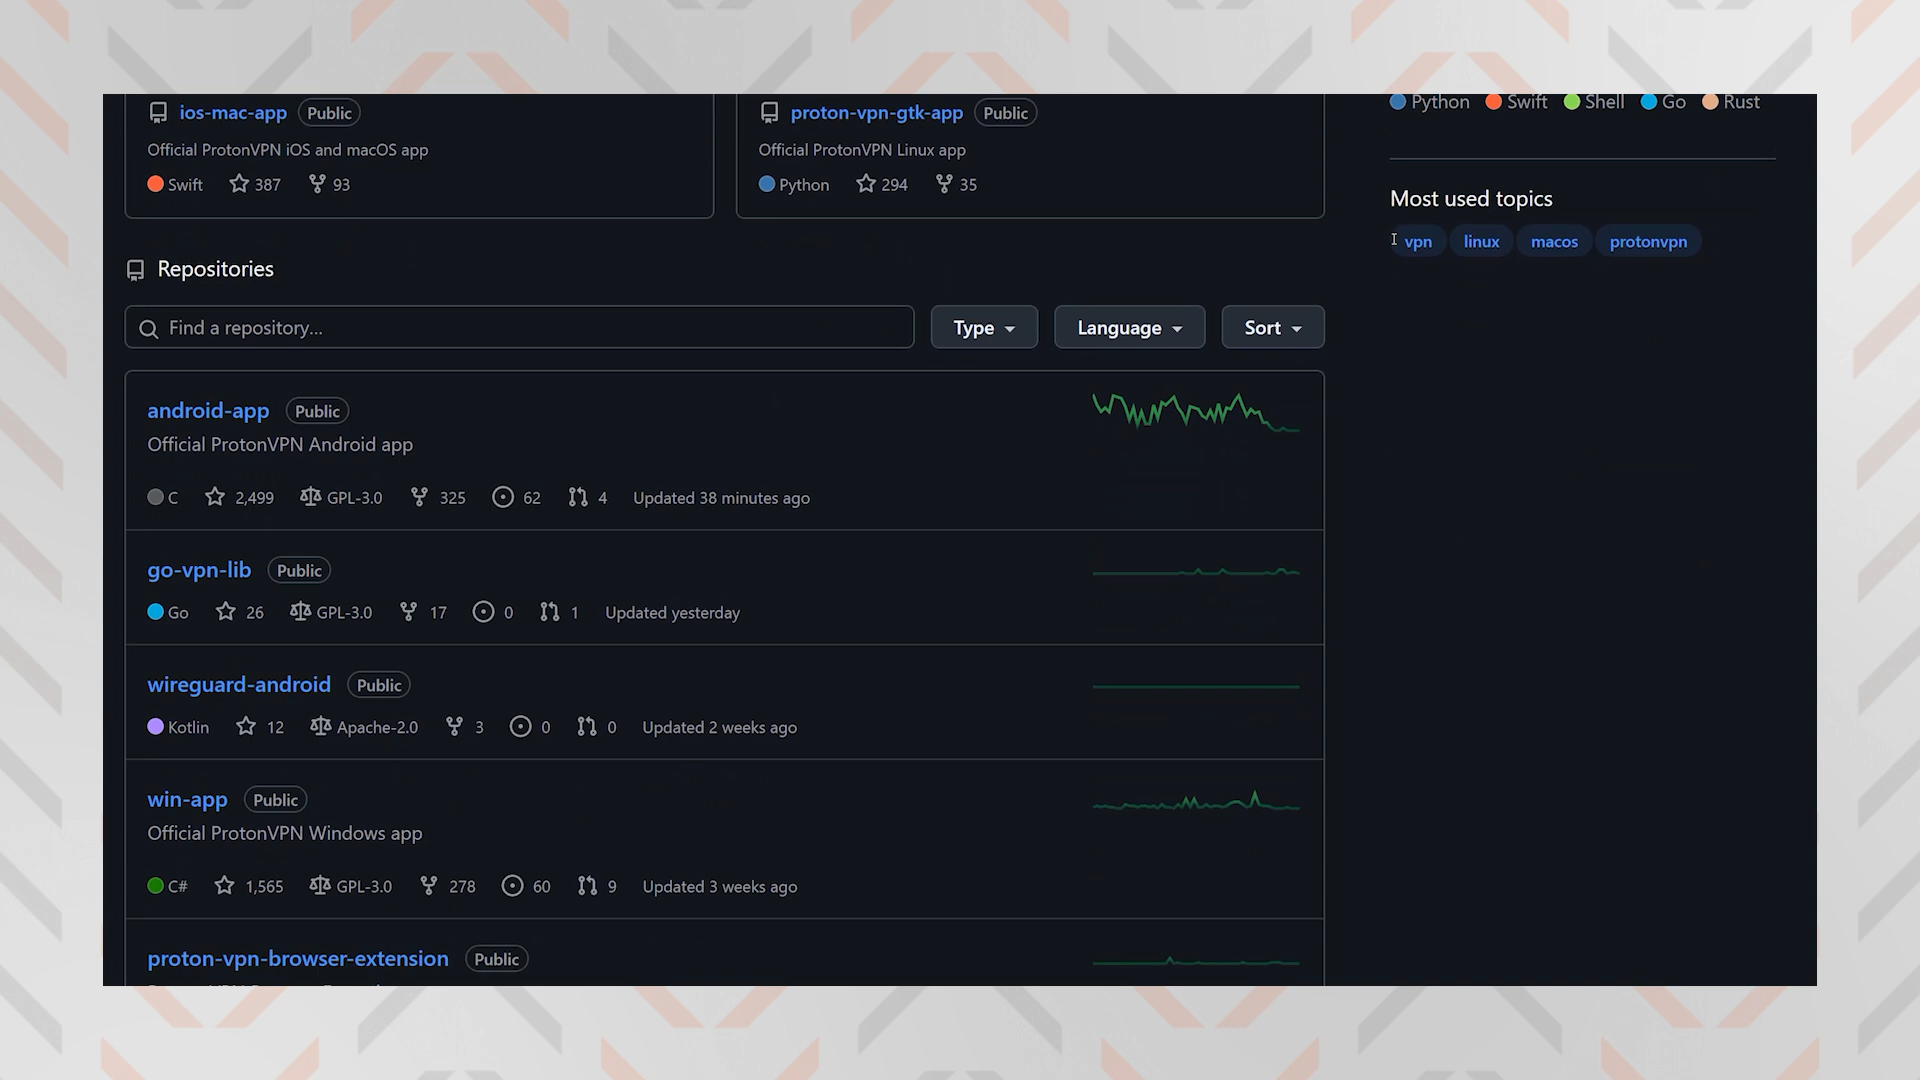 ios-mac-app Public
Official ProtonVPN iOS and macOS app
Swift 387 93
proton-vpn-gtk-app Public
Official ProtonVPN Linux app
Python 294 35
Python Swift Shell Go Rust
Most used topics
vpn linux macos protonvpn
Repositories
Find a repository...
Type Language Sort
android-app Public
Official ProtonVPN Android app
C 2,499 GPL-3.0 325 62 4 Updated 38 minutes ago
go-vpn-lib Public
Go 26 GPL-3.0 17 0 1 Updated yesterday
wireguard-android Public
Kotlin 12 Apache-2.0 3 0 0 Updated 2 weeks ago
win-app Public
Official ProtonVPN Windows app
C# 1,565 GPL-3.0 278 60 9 Updated 3 weeks ago
proton-vpn-browser-extension Public